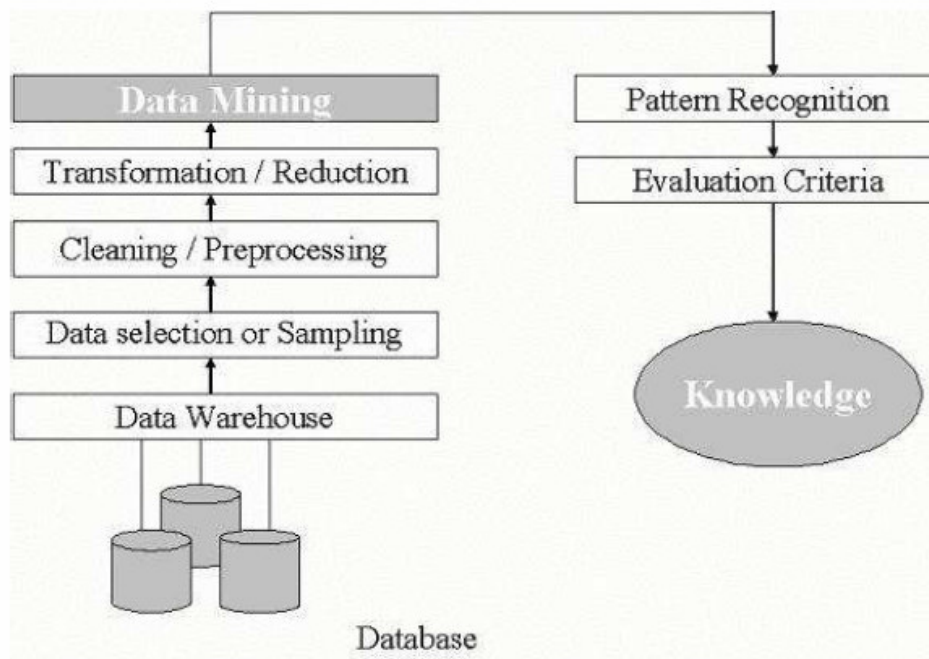 Data Mining
Transformation / Reduction
Cleaning / Preprocessing
Data selection or Sampling
Data Warehouse
Database
Pattern Recognition
Evaluation Criteria
Knowledge